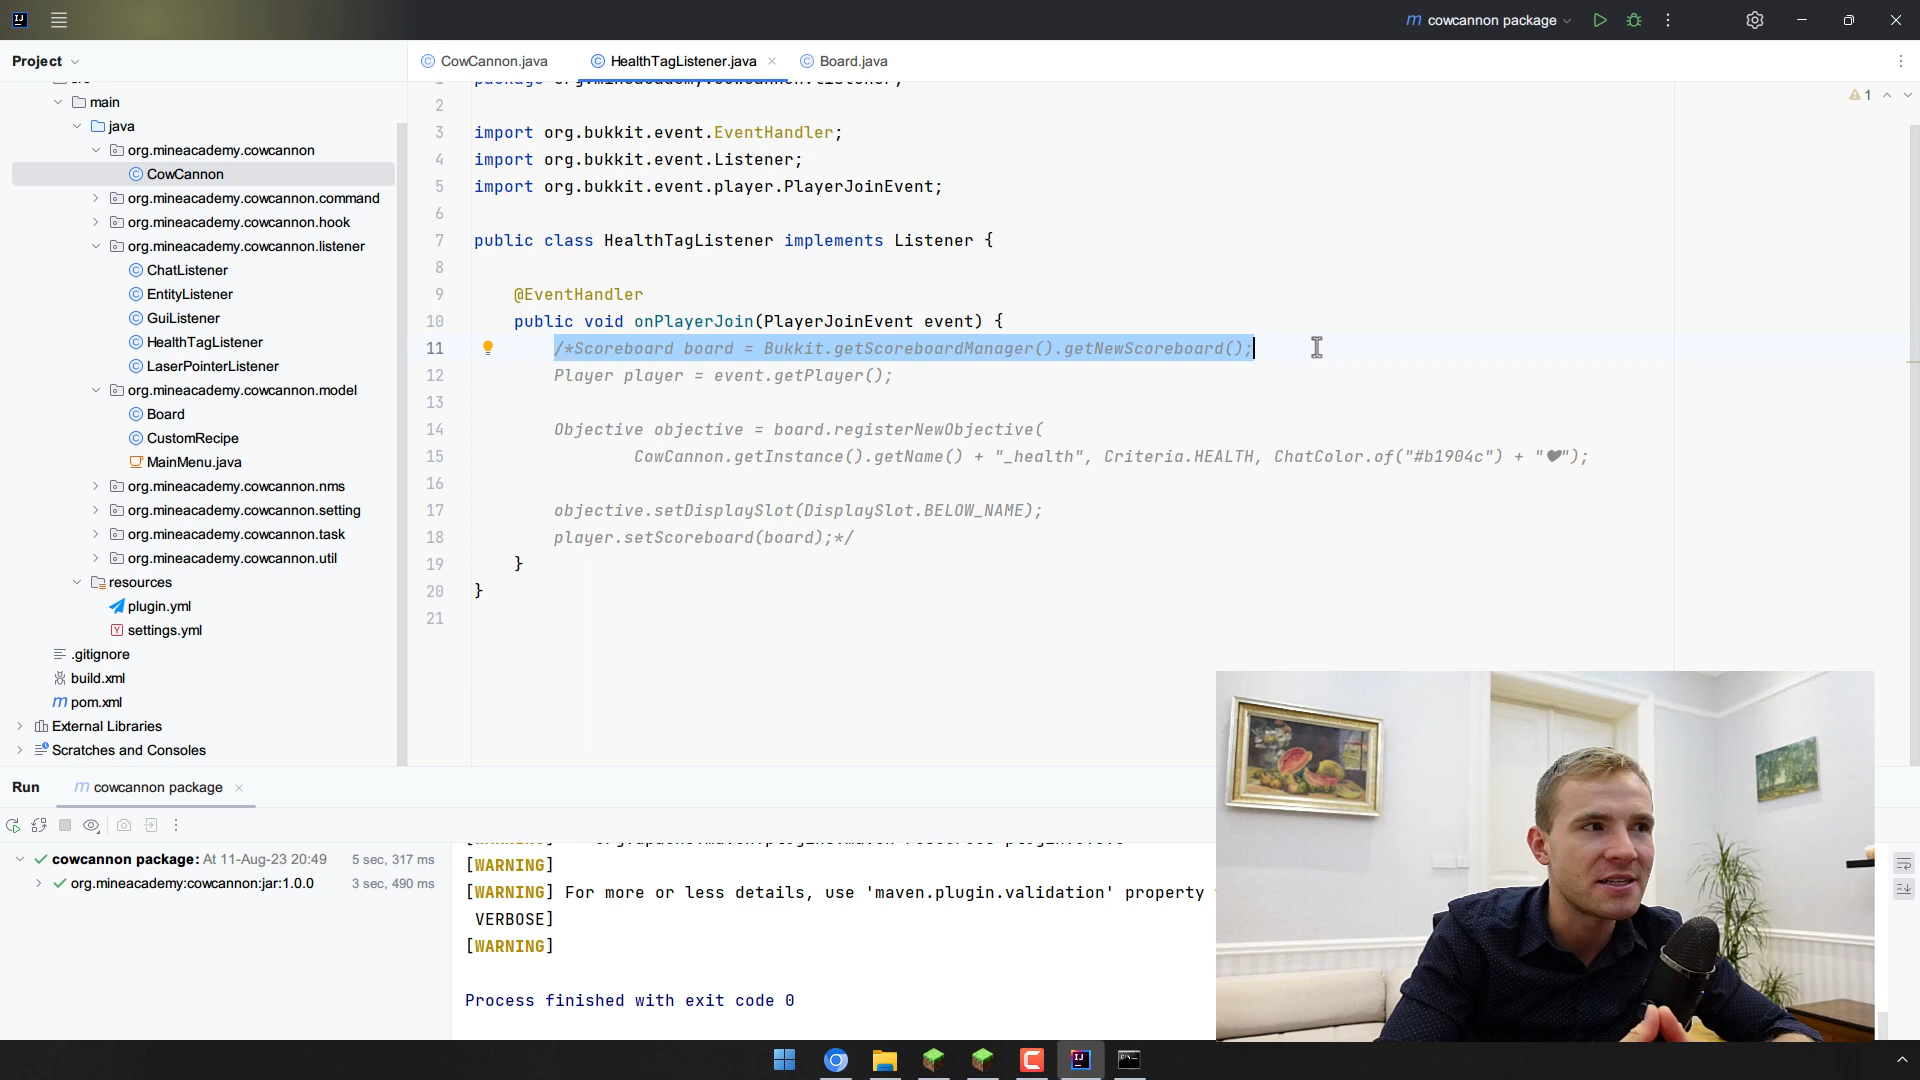 cowcannon package
Project
CowCannon.java
HealthTagListener.java
Board.java
main
java
org.mineacademy.cowcannon
CowCannon
org.mineacademy.cowcannon.command
org.mineacademy.cowcannon.hook
org.mineacademy.cowcannon.listener
ChatListener
EntityListener
GuiListener
HealthTagListener
LaserPointerListener
org.mineacademy.cowcannon.model
Board
CustomRecipe
MainMenu.java
org.mineacademy.cowcannon.nms
org.mineacademy.cowcannon.setting
org.mineacademy.cowcannon.task
org.mineacademy.cowcannon.util
resources
plugin.yml
settings.yml
.gitignore
build.xml
pom.xml
External Libraries
Scratches and Consoles
1
2
3 import org.bukkit.event.EventHandler;
4 import org.bukkit.event.Listener;
5 import org.bukkit.event.player.PlayerJoinEvent;
6
7 public class HealthTagListener implements Listener {
8
9 @EventHandler
10 public void onPlayerJoin(PlayerJoinEvent event) {
11 /*Scoreboard board = Bukkit.getScoreboardManager().getNewScoreboard();
12 Player player = event.getPlayer();
13
14 Objective objective = board.registerNewObjective(
15 CowCannon.getInstance().getName() + "_health", Criteria.HEALTH, ChatColor.of("#b1904c") + "❤");
16
17 objective.setDisplaySlot(DisplaySlot.BELOW_NAME);
18 player.setScoreboard(board);*/
19 }
20 }
21
Run
cowcannon package
cowcannon package: At 11-Aug-23 20:49 5 sec, 317 ms
org.mineacademy:cowcannon:jar:1.0.0 3 sec, 490 ms
[WARNING]
[WARNING] For more or less details, use 'maven.plugin.validation' property
VERBOSE]
[WARNING]
Process finished with exit code 0